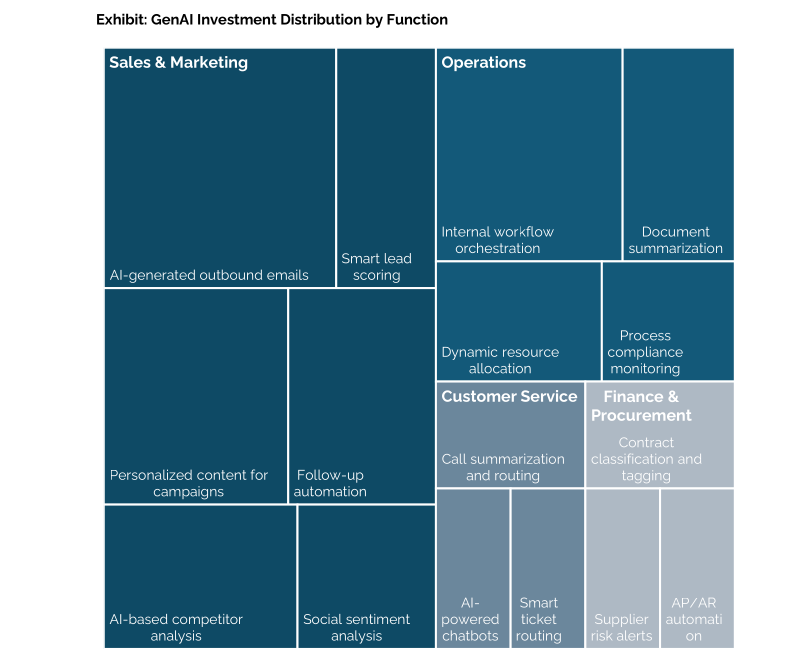 Exhibit: GenAI Investment Distribution by Function
Sales & Marketing
AI-generated outbound emails
Smart lead
scoring
Personalized content for
campaigns
Follow-up
automation
AI-based competitor
analysis
Social sentiment
analysis
Operations
Internal workflow
orchestration
Document
summarization
Dynamic resource
allocation
Process
compliance
monitoring
Customer Service
Call summarization
and routing
AI-
powered
chatbots
Smart
ticket
routing
Finance &
Procurement
Contract
classification and
tagging
Supplier
risk alerts
AP/AR
automati
on